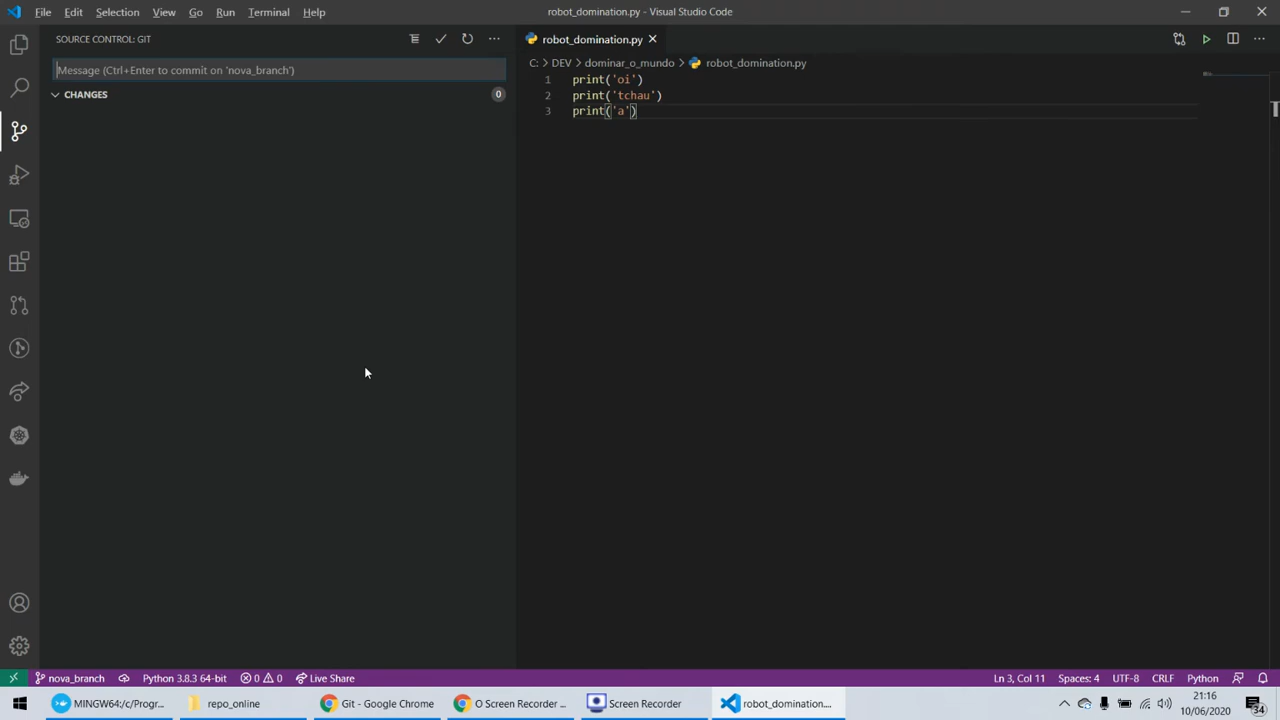 File Edit Selection View Go Run Terminal Help
robot_domination.py - Visual Studio Code
SOURCE CONTROL: GIT
robot_domination.py
Message (Ctrl+Enter to commit on 'nova_branch')
CHANGES 0
C: > DEV > dominar_o_mundo > robot_domination.py
1 print('oi')
2 print('tchau')
3 print('a')
nova_branch Python 3.8.3 64-bit 0 0 Live Share
Ln 3, Col 11 Spaces: 4 UTF-8 CRLF Python
MINGW64:/c/Progr... repo_online Git - Google Chrome O Screen Recorder ... Screen Recorder robot_domination...
21:16
10/06/2020
34